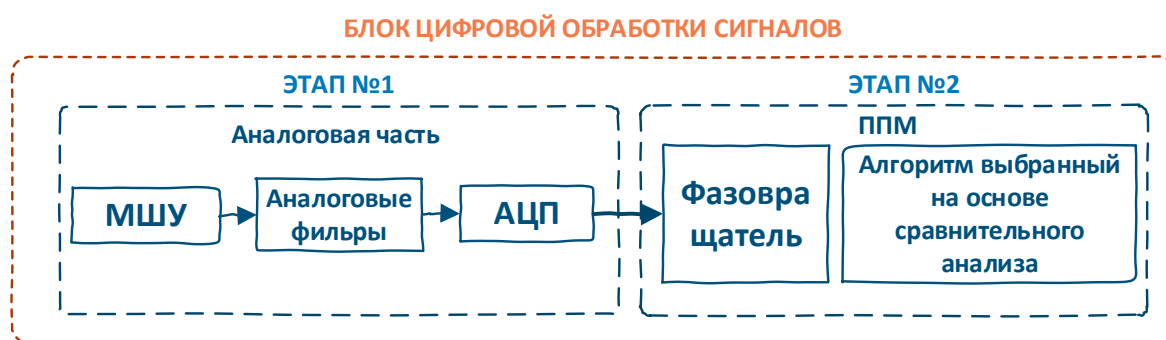 БЛОК ЦИФРОВОЙ ОБРАБОТКИ СИГНАЛОВ
ЭТАП №1
Аналоговая часть
МШУ
Аналоговые
фильры
АЦП
ЭТАП №2
ППМ
Фазовра
щатель
Алгоритм выбранный
на основе
сравнительного
анализа